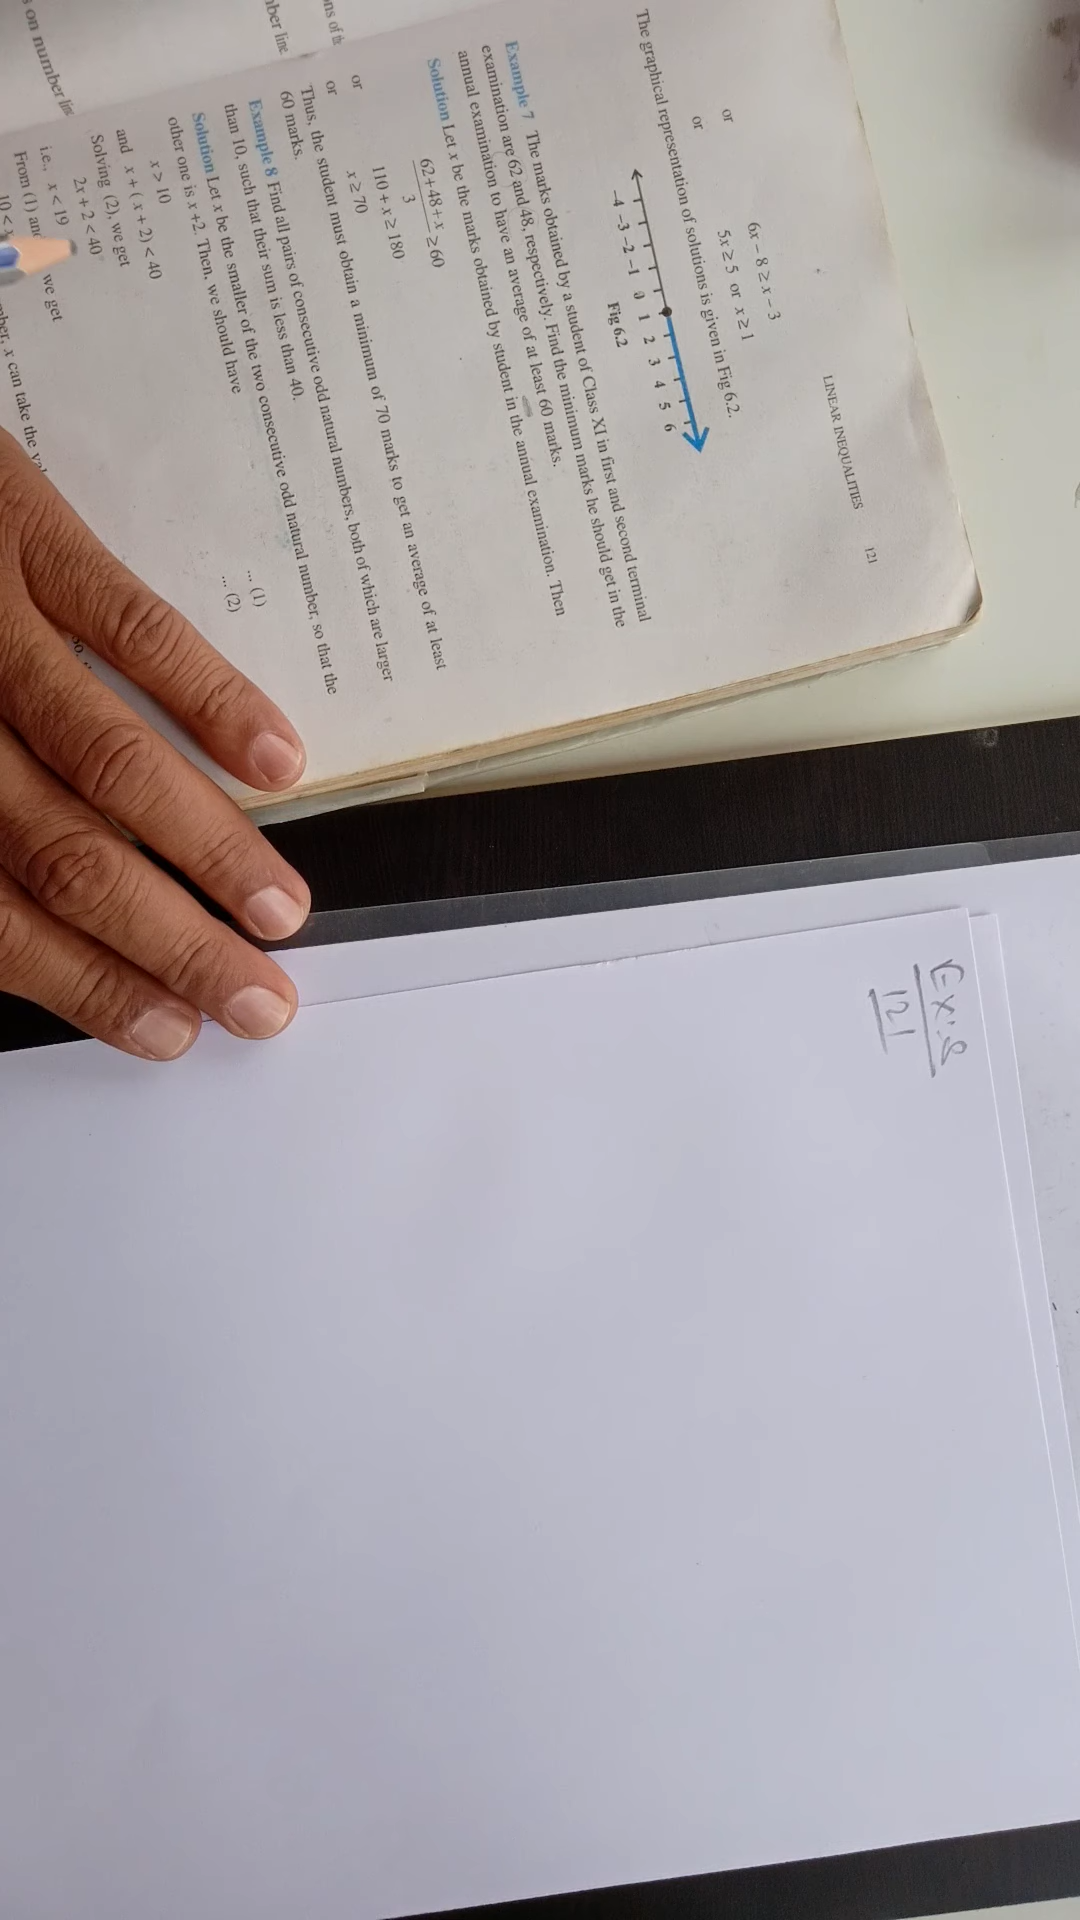 LINEAR INEQUALITIES 121
or 6x – 8 ≥ x – 3
or 5x ≥ 5 or x ≥ 1
The graphical representation of solutions is given in Fig 6.2.
–4 –3 –2 –1 0 1 2 3 4 5 6
Fig 6.2
Example 7 The marks obtained by a student of Class XI in first and second terminal
examination are 62 and 48, respectively. Find the minimum marks he should get in the
annual examination to have an average of at least 60 marks.
Solution Let x be the marks obtained by student in the annual examination. Then
62+48+x
3
≥ 60
or 110 + x ≥ 180
or x ≥ 70
Thus, the student must obtain a minimum of 70 marks to get an average of at least
60 marks.
Example 8 Find all pairs of consecutive odd natural numbers, both of which are larger
than 10, such that their sum is less than 40.
Solution Let x be the smaller of the two consecutive odd natural number, so that the
other one is x +2. Then, we should have
x > 10 ... (1)
and x + ( x + 2) < 40 ... (2)
Solving (2), we get
2x + 2 < 40
i.e., x < 19
From (1) and we get
10 <
x can take the
of
line.
on number line
Ex:8
121